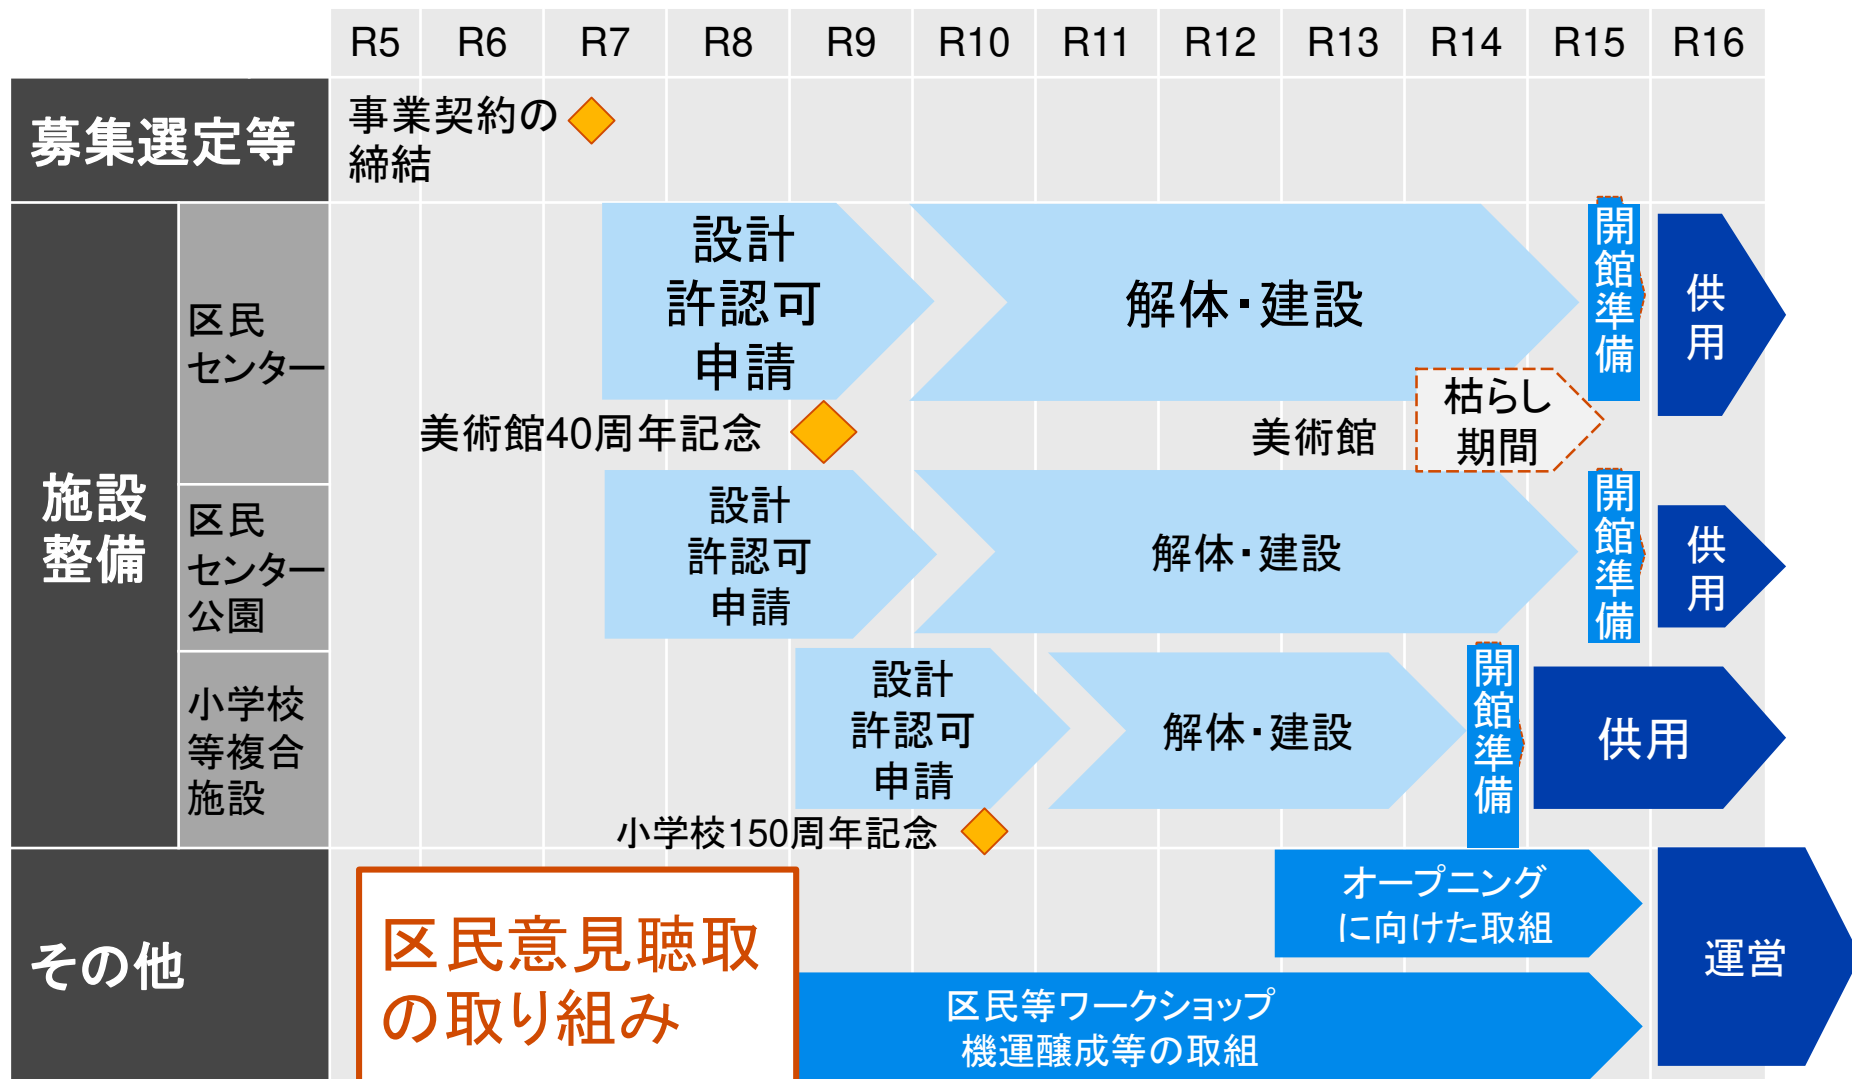 R5 R6 R7 R8 R9 R10 R11 R12 R13 R14 R15 R16
募集選定等
事業契約の
締結
施設
整備
区民
センター
設計
許認可
申請
解体・建設
開館準備
供用
美術館40周年記念
美術館
枯らし
期間
区民
センター
公園
設計
許認可
申請
解体・建設
開館準備
供用
小学校
等複合
施設
設計
許認可
申請
解体・建設
開館準備
供用
小学校150周年記念
その他
区民意見聴取
の取り組み
オープニング
に向けた取組
区民等ワークショップ
機運醸成等の取組
運営